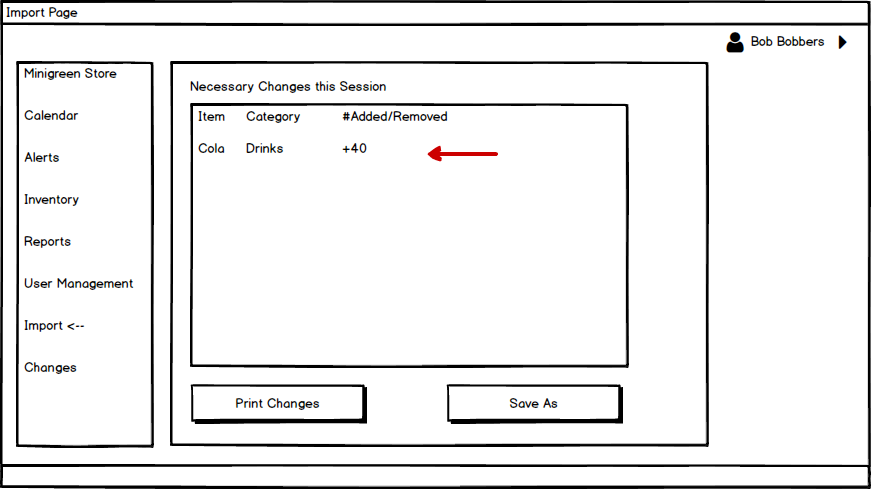 Import Page
Bob Bobbers
Minigreen Store
Calendar
Alerts
Inventory
Reports
User Management
Import <--
Changes
Necessary Changes this Session
Item Category #Added/Removed
Cola Drinks +40
Print Changes Save As